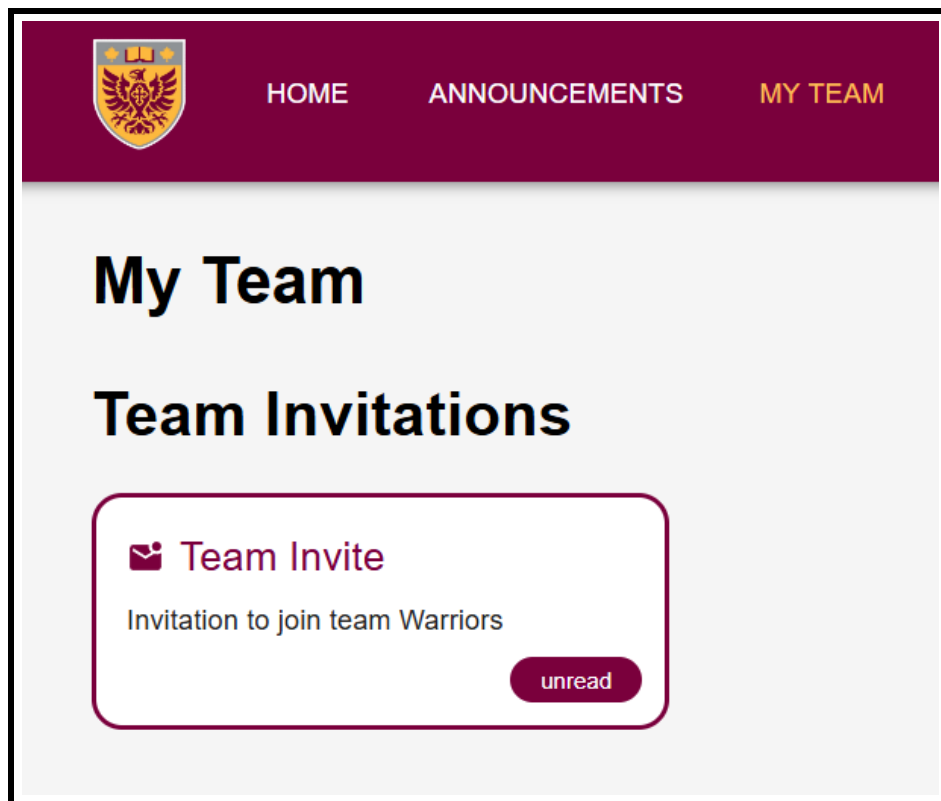 HOME ANNOUNCEMENTS MY TEAM
My Team
Team Invitations
Team Invite
Invitation to join team Warriors
unread